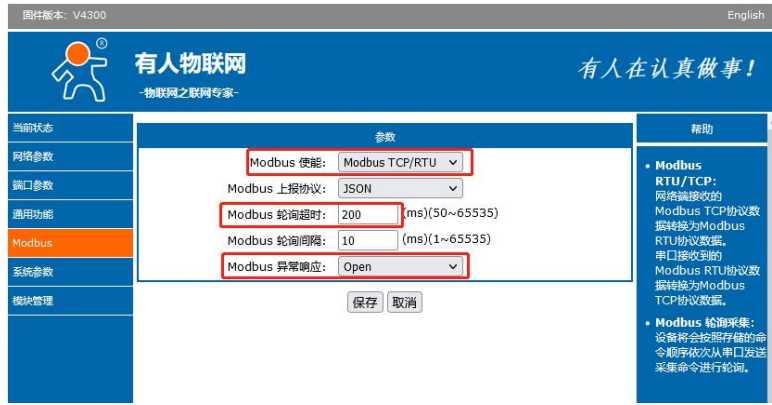 固件版本: V4300
English
®
有人物联网
-物联网之联网专家-
有人在认真做事!
当前状态
网络参数
端口参数
通用功能
Modbus
系统参数
模块管理
参数
Modbus 使能: Modbus TCP/RTU
Modbus 上报协议: JSON
Modbus 轮询超时: 200 (ms)(50~65535)
Modbus 轮询间隔: 10 (ms)(1~65535)
Modbus 异常响应: Open
保存 取消
帮助
• Modbus
RTU/TCP:
网络端接收的
Modbus TCP协议数
据转换为Modbus
RTU协议数据。
串口接收到的
Modbus RTU协议数
据转换为Modbus
TCP协议数据。
• Modbus 轮询采集:
设备将会按照存储的命
令顺序依次从串口发送
采集命令进行轮询。